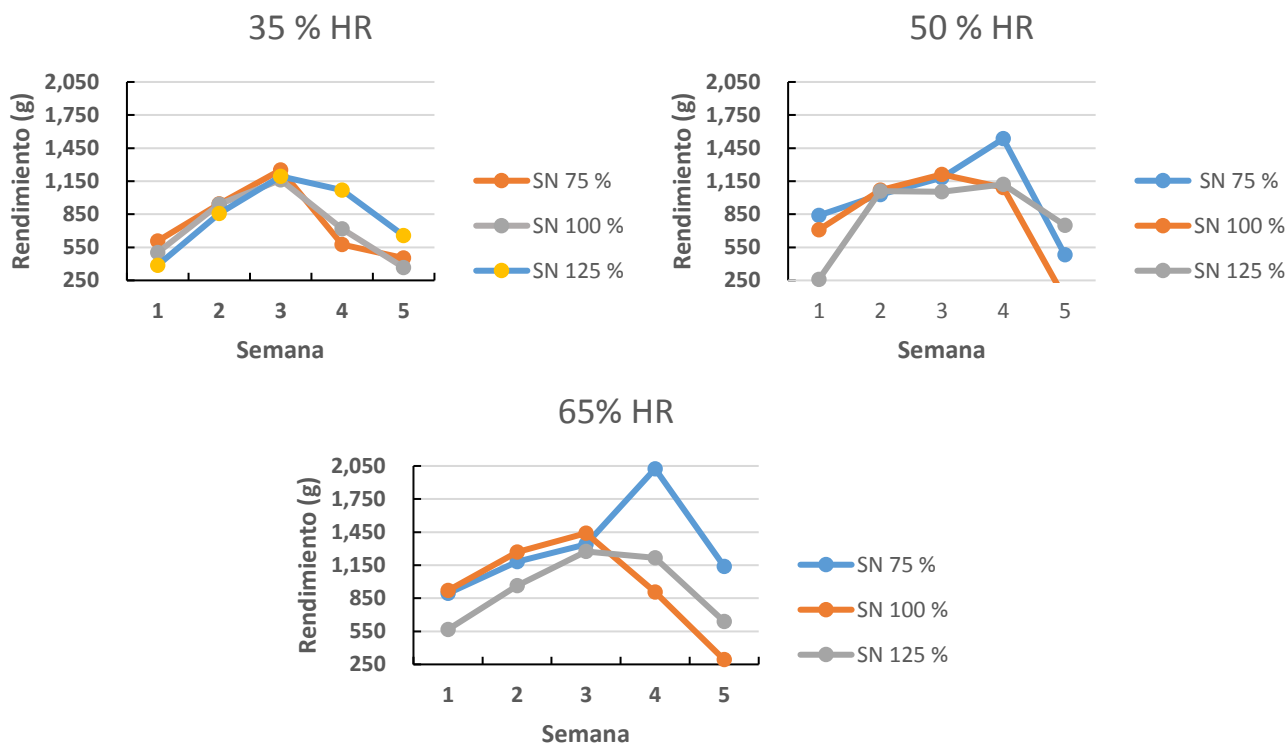 35 % HR
Rendimiento (g)
2,050
1,750
1,450
1,150
850
550
250
1 2 3 4 5
Semana
SN 75 %
SN 100 %
SN 125 %
50 % HR
Rendimiento (g)
2,050
1,750
1,450
1,150
850
550
250
1 2 3 4 5
Semana
SN 75 %
SN 100 %
SN 125 %
65% HR
Rendimiento (g)
2,050
1,750
1,450
1,150
850
550
250
1 2 3 4 5
Semana
SN 75 %
SN 100 %
SN 125 %